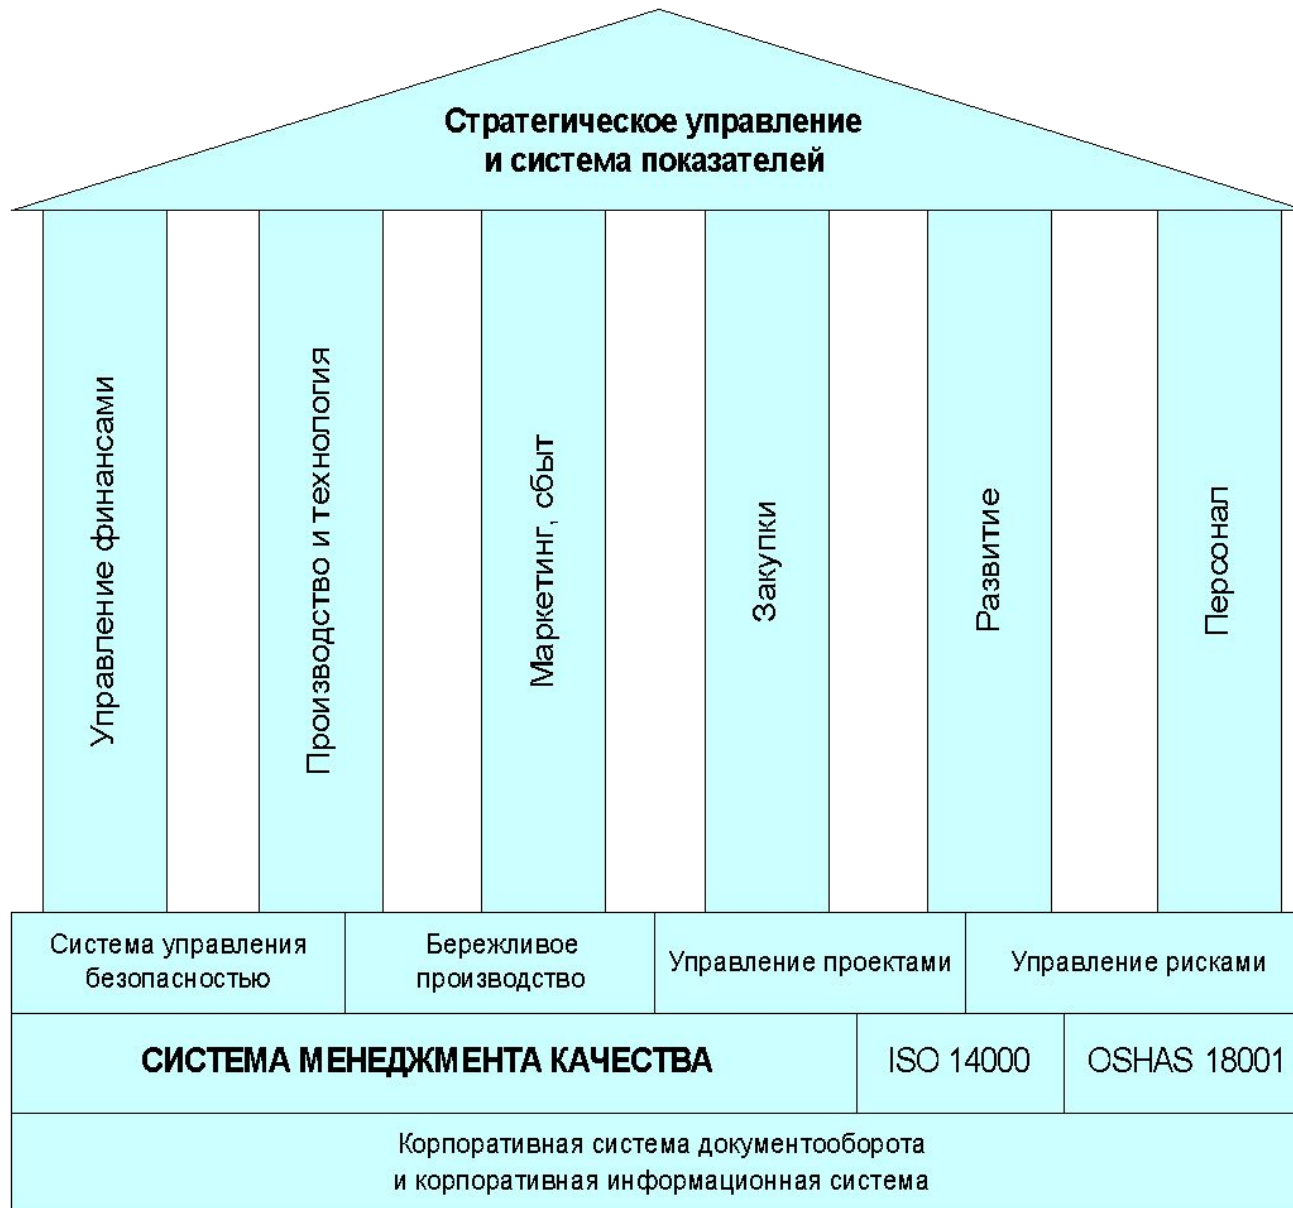 Стратегическое управление
и система показателей
Управление финансами
Производство и технология
Маркетинг, сбыт
Закупки
Развитие
Персонал
Система управления
безопасностью
Бережливое
производство
Управление проектами
Управление рисками
СИСТЕМА МЕНЕДЖМЕНТА КАЧЕСТВА
ISO 14000
OSHAS 18001
Корпоративная система документооборота
и корпоративная информационная система